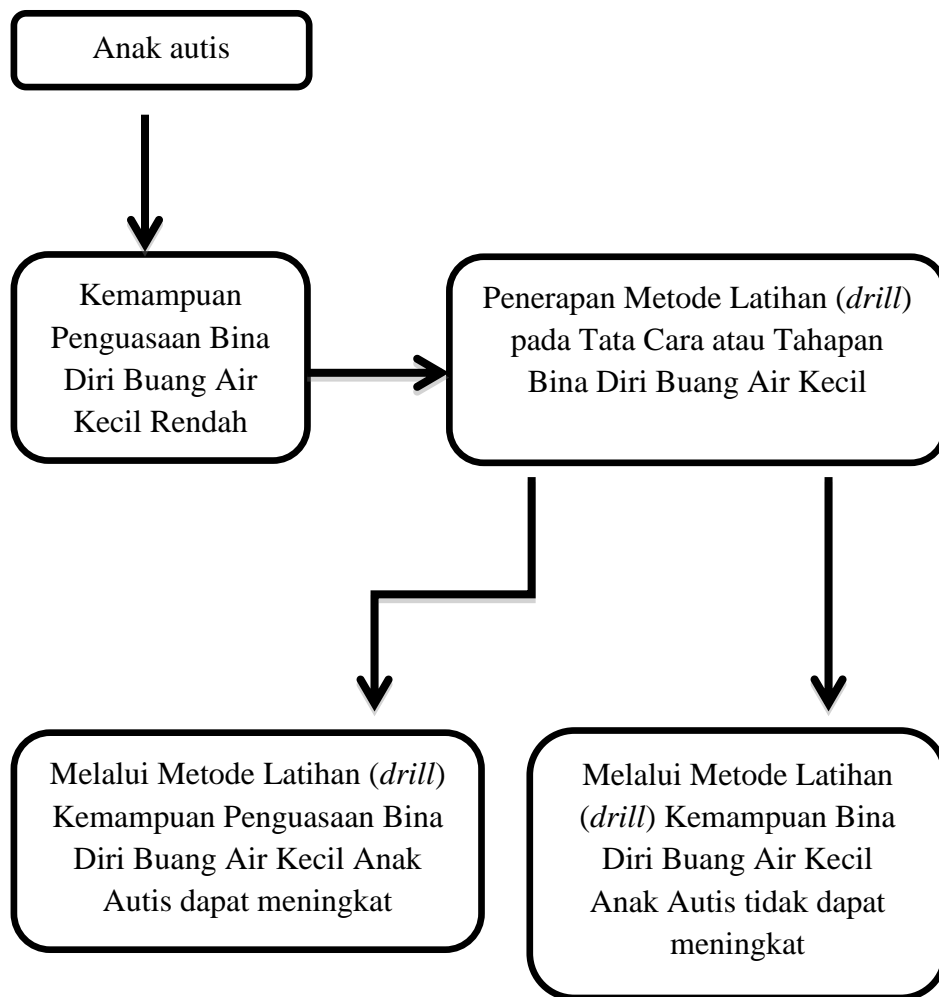 Anak autis
Kemampuan
Penguasaan Bina
Diri Buang Air
Kecil Rendah
Penerapan Metode Latihan (drill)
pada Tata Cara atau Tahapan
Bina Diri Buang Air Kecil
Melalui Metode Latihan (drill)
Kemampuan Penguasaan Bina
Diri Buang Air Kecil Anak
Autis dapat meningkat
Melalui Metode Latihan
(drill) Kemampuan Bina
Diri Buang Air Kecil
Anak Autis tidak dapat
meningkat